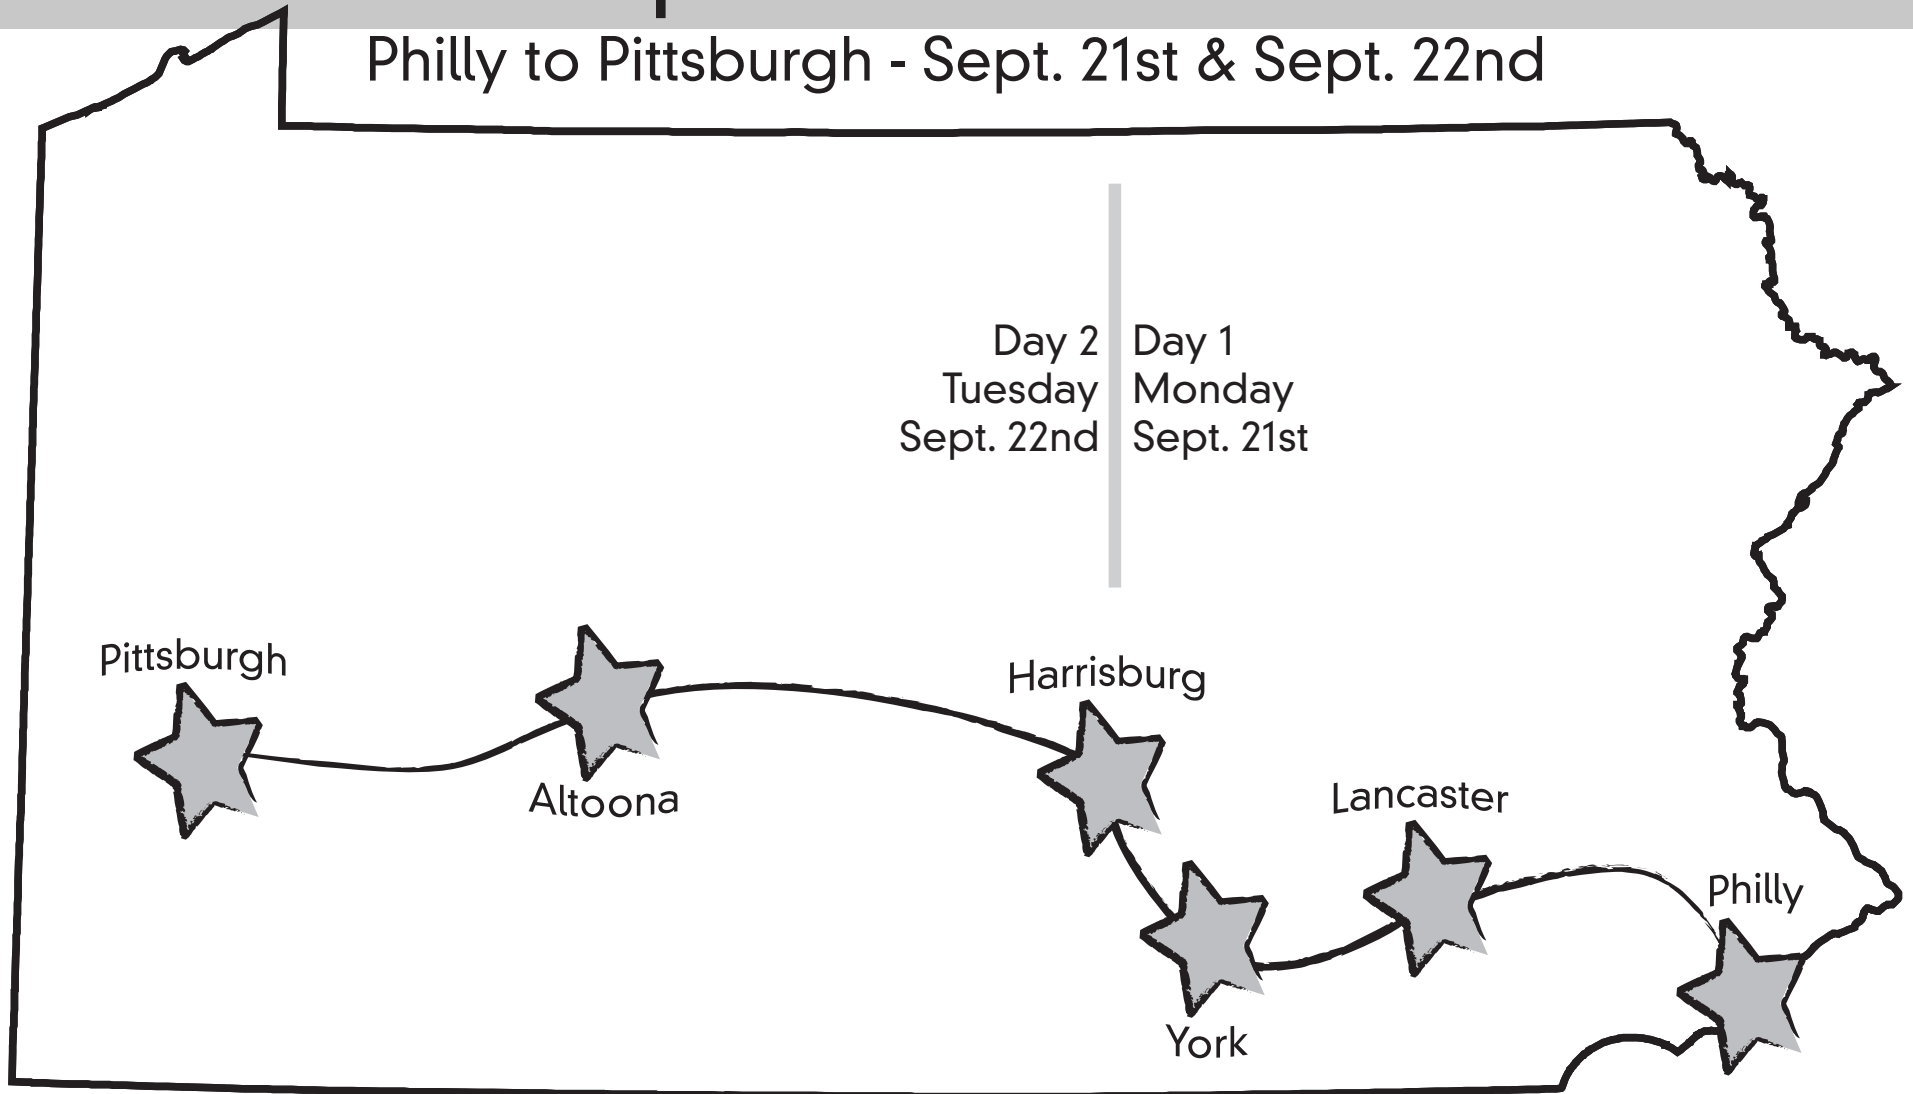 Philly to Pittsburgh - Sept. 21st & Sept. 22nd
Day 2
Tuesday
Sept. 22nd
Day 1
Monday
Sept. 21st
Pittsburgh
Altoona
Harrisburg
Lancaster
York
Philly